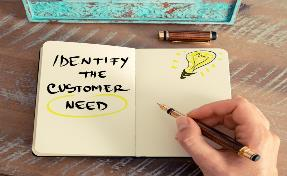 IDENTIFY
THE
CUSTOMER
NEED